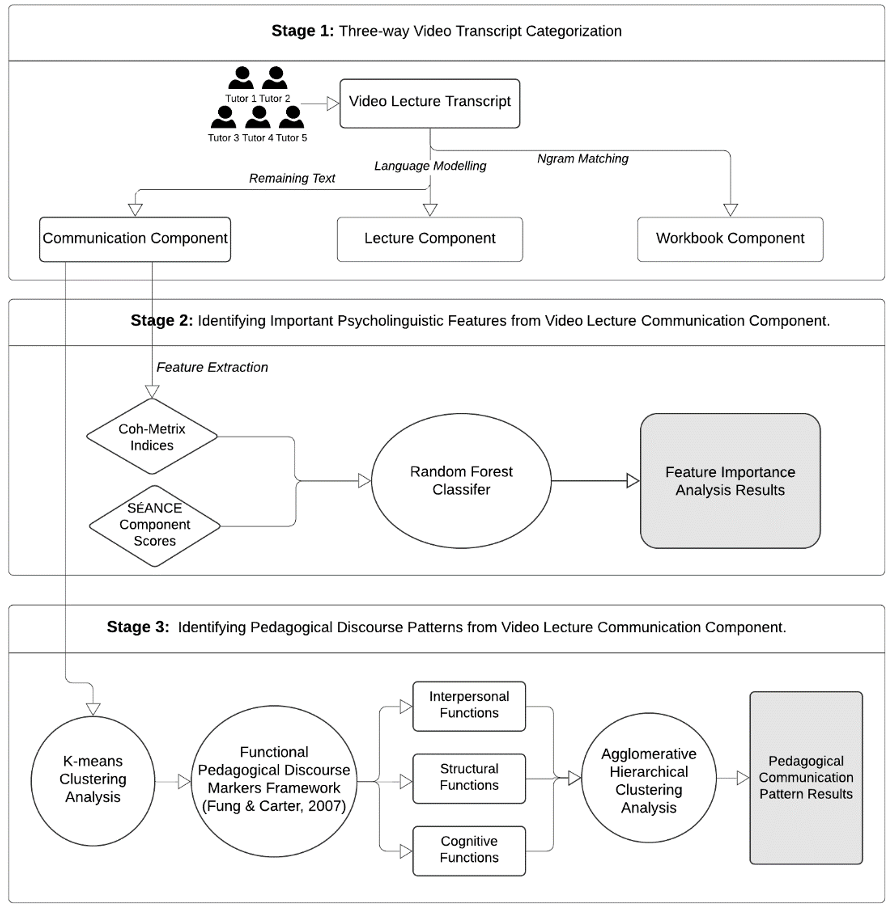 Stage 1: Three-way Video Transcript Categorization
Tutor 1 Tutor 2
Tutor 3 Tutor 4 Tutor 5
Video Lecture Transcript
Remaining Text
Language Modelling
Ngram Matching
Communication Component
Lecture Component
Workbook Component
Stage 2: Identifying Important Psycholinguistic Features from Video Lecture Communication Component.
Feature Extraction
Coh-Metrix
Indices
SÉANCE
Component
Scores
Random Forest
Classifer
Feature Importance
Analysis Results
Stage 3: Identifying Pedagogical Discourse Patterns from Video Lecture Communication Component.
K-means
Clustering
Analysis
Functional
Pedagogical Discourse
Markers Framework
(Fung & Carter, 2007)
Interpersonal
Functions
Structural
Functions
Cognitive
Functions
Agglomerative
Hierarchical
Clustering
Analysis
Pedagogical
Communication
Pattern Results